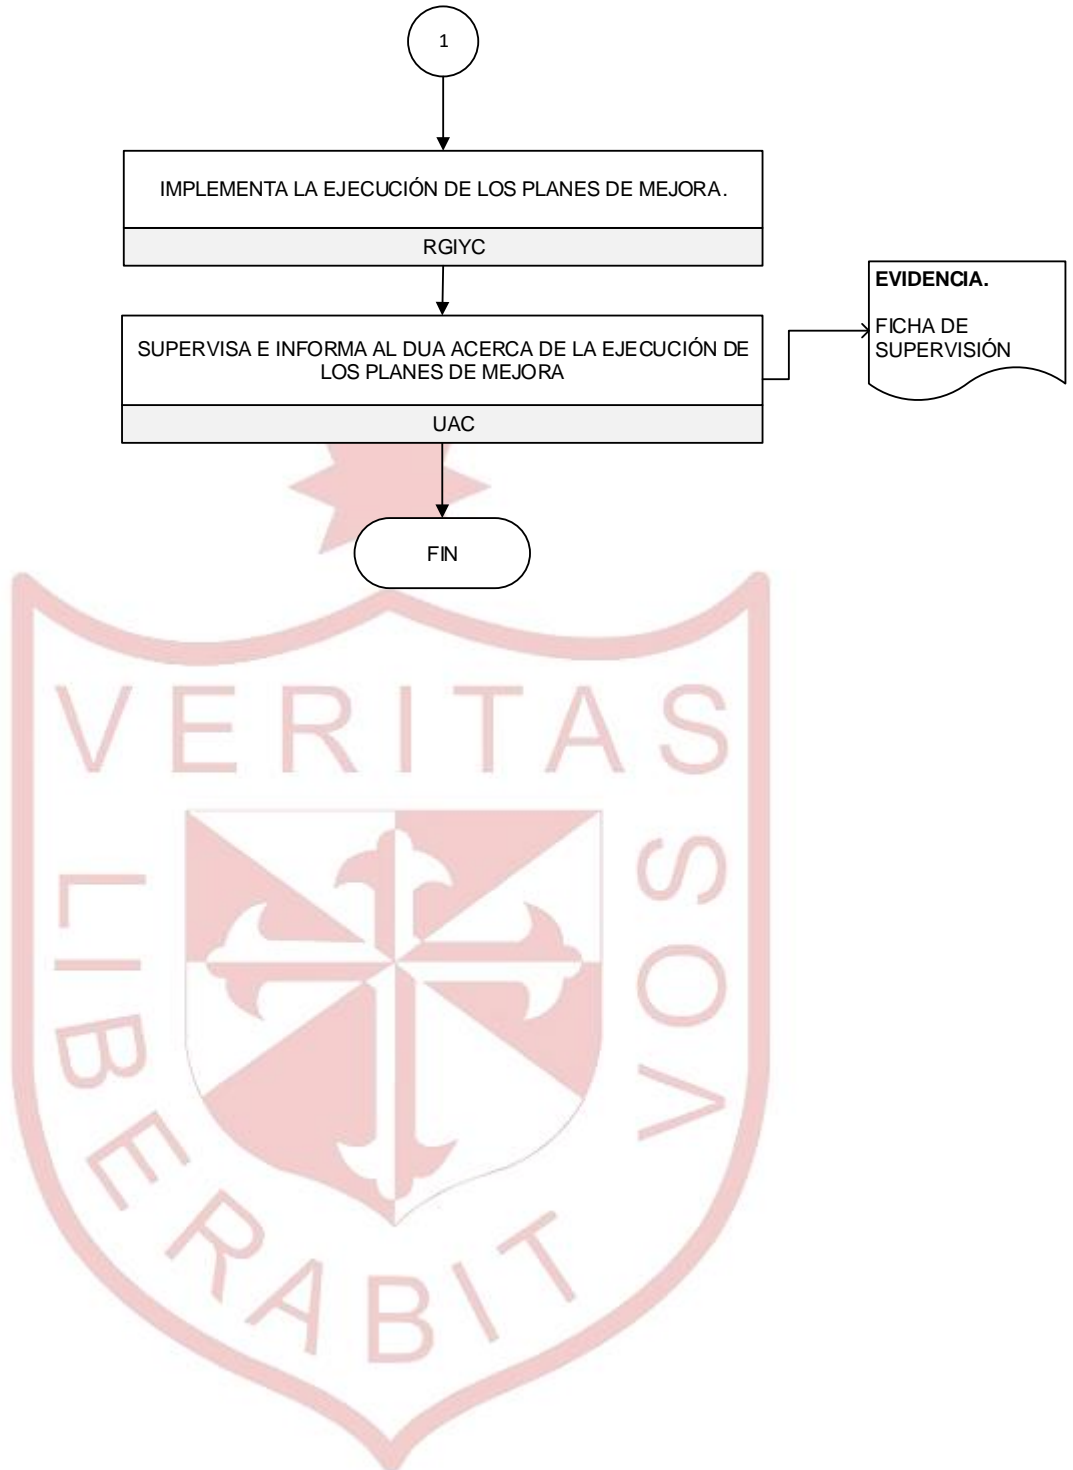 1
IMPLEMENTA LA EJECUCIÓN DE LOS PLANES DE MEJORA.
RGIYC
SUPERVISA E INFORMA AL DUA ACERCA DE LA EJECUCIÓN DE
LOS PLANES DE MEJORA
UAC
EVIDENCIA.
FICHA DE
SUPERVISIÓN
FIN
VERITAS
LIBERABIT
VOS